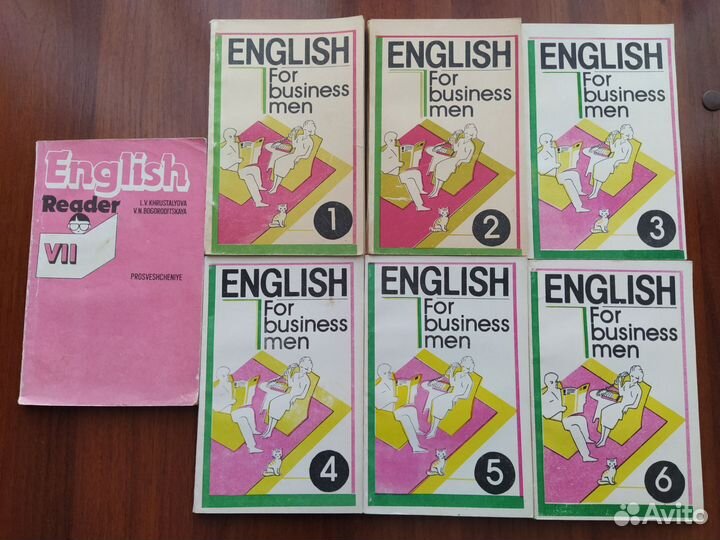 English
Reader
L.V. KHRUSTALYOVA
V.N. BOGORODITSKAYA
VII
PROSVESHCHENIYE
ENGLISH
For
business
men
1
ENGLISH
For
business
men
2
ENGLISH
For
business
men
3
ENGLISH
For
business
men
4
ENGLISH
For
business
men
5
ENGLISH
For
business
men
6
Avito